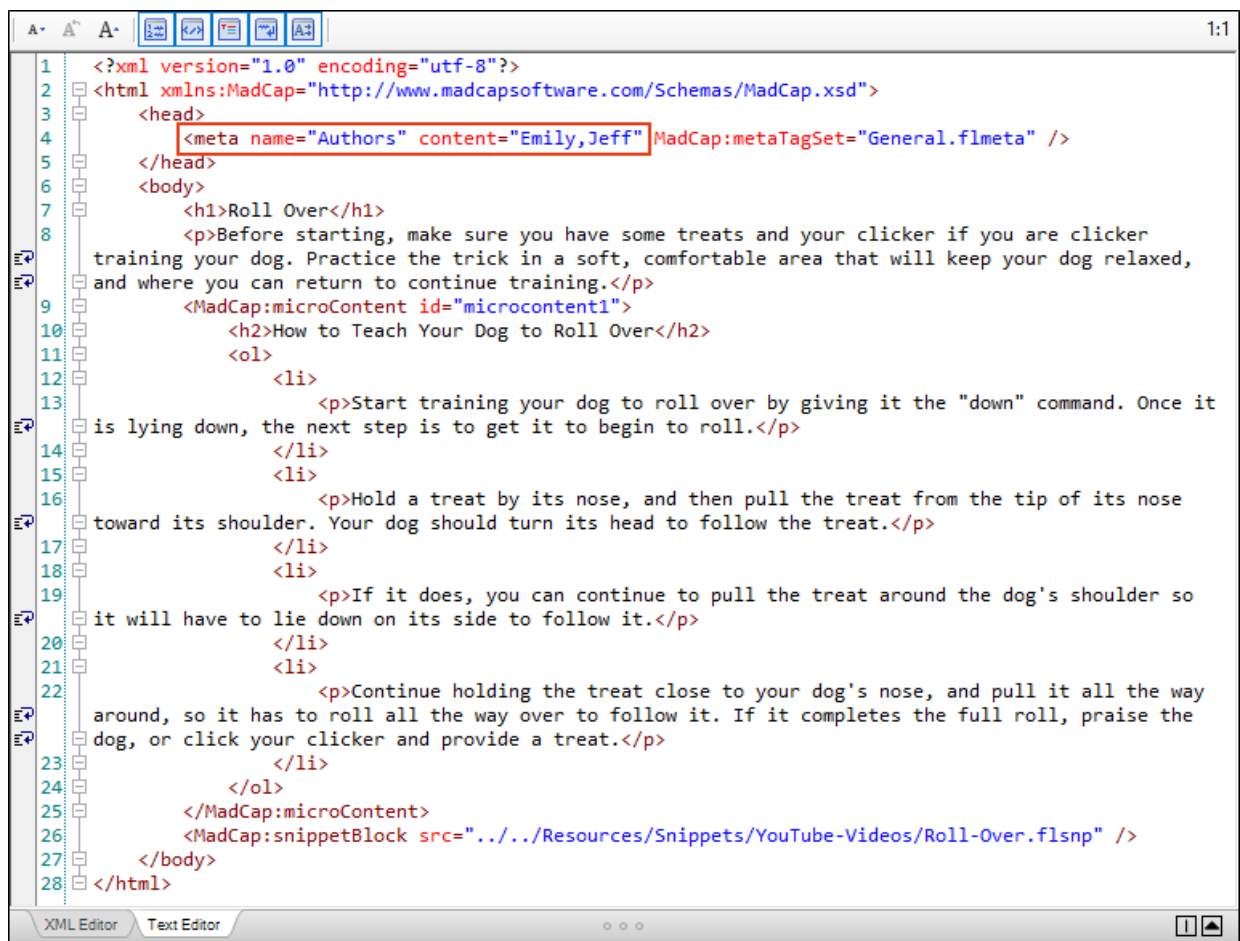 A A A 1:1
1 <?xml version="1.0" encoding="utf-8"?>
2 <html xmlns:MadCap="http://www.madcapsoftware.com/Schemas/MadCap.xsd">
3 <head>
4 <meta name="Authors" content="Emily,Jeff" MadCap:metaTagSet="General.flmeta" />
5 </head>
6 <body>
7 <h1>Roll Over</h1>
8 <p>Before starting, make sure you have some treats and your clicker if you are clicker
training your dog. Practice the trick in a soft, comfortable area that will keep your dog relaxed,
and where you can return to continue training.</p>
9 <MadCap:microContent id="microcontent1">
10 <h2>How to Teach Your Dog to Roll Over</h2>
11 <ol>
12 <li>
13 <p>Start training your dog to roll over by giving it the "down" command. Once it
is lying down, the next step is to get it to begin to roll.</p>
14 </li>
15 <li>
16 <p>Hold a treat by its nose, and then pull the treat from the tip of its nose
toward its shoulder. Your dog should turn its head to follow the treat.</p>
17 </li>
18 <li>
19 <p>If it does, you can continue to pull the treat around the dog's shoulder so
it will have to lie down on its side to follow it.</p>
20 </li>
21 <li>
22 <p>Continue holding the treat close to your dog's nose, and pull it all the way
around, so it has to roll all the way over to follow it. If it completes the full roll, praise the
dog, or click your clicker and provide a treat.</p>
23 </li>
24 </ol>
25 </MadCap:microContent>
26 <MadCap:snippetBlock src="../../Resources/Snippets/YouTube-Videos/Roll-Over.flsnp" />
27 </body>
28 </html>
XML Editor Text Editor